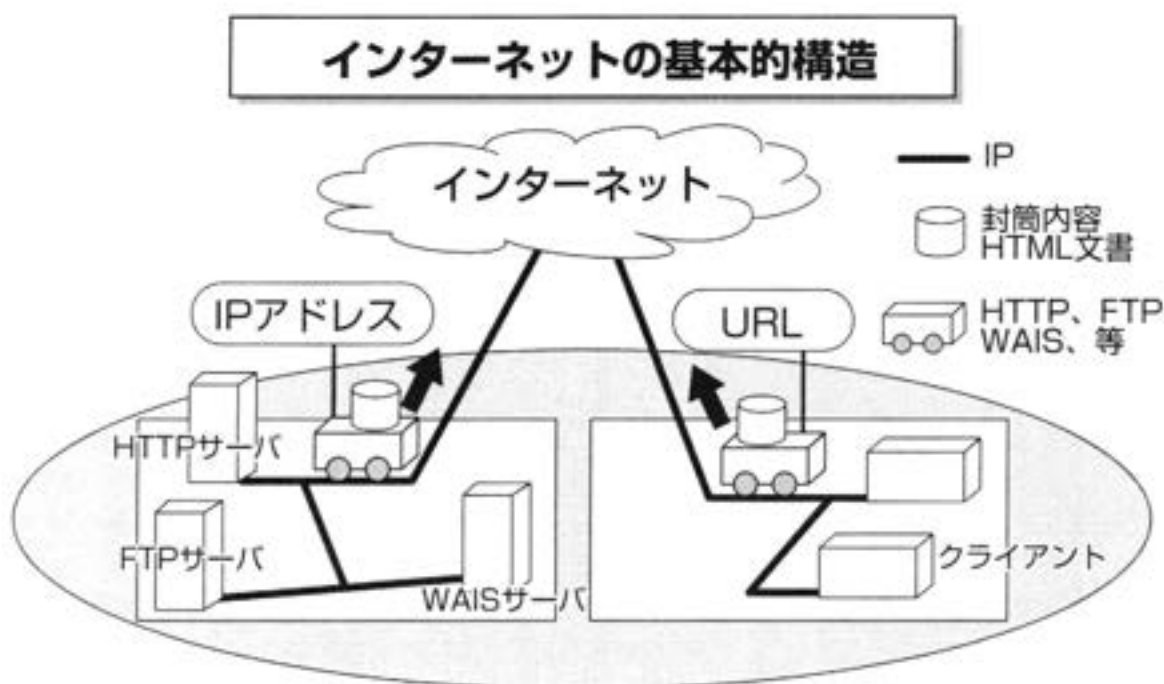 インターネットの基本的構造
インターネット
IP
封筒内容
HTML文書
HTTP、FTP
WAIS、等
IPアドレス
URL
HTTPサーバ
FTPサーバ
WAISサーバ
クライアント